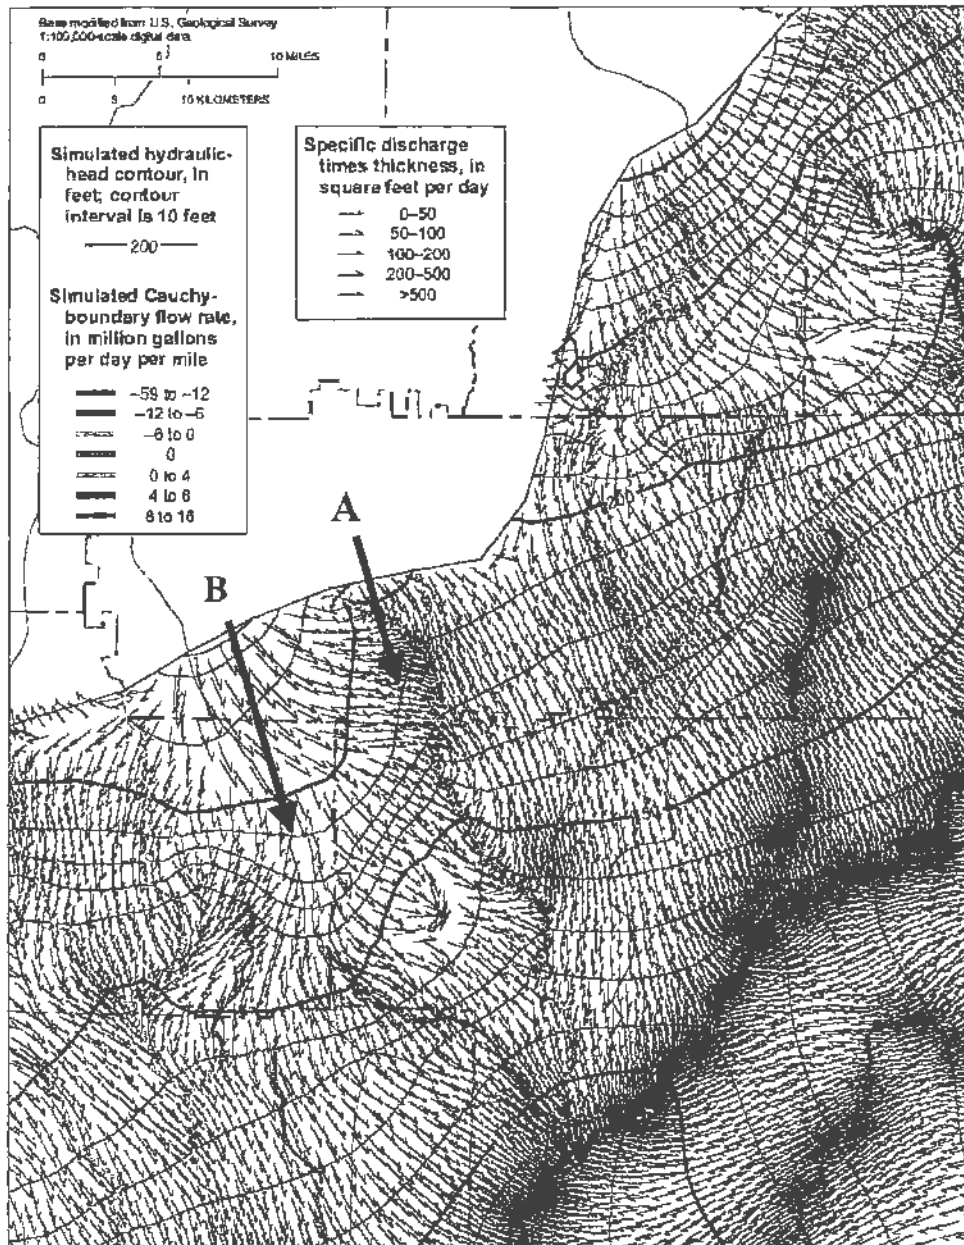 Base modified from U.S. Geological Survey
1:100,000-scale digital data
0 5 10 MILES
0 5 10 KILOMETERS
Simulated hydraulic-
head contour, in
feet; contour
interval is 10 feet
200
Simulated Cauchy-
boundary flow rate,
in million gallons
per day per mile
−59 to −12
−12 to −6
−6 to 0
0
0 to 4
4 to 8
8 to 16
Specific discharge
times thickness, in
square feet per day
0–50
50–100
100–200
200–500
>500
A
B